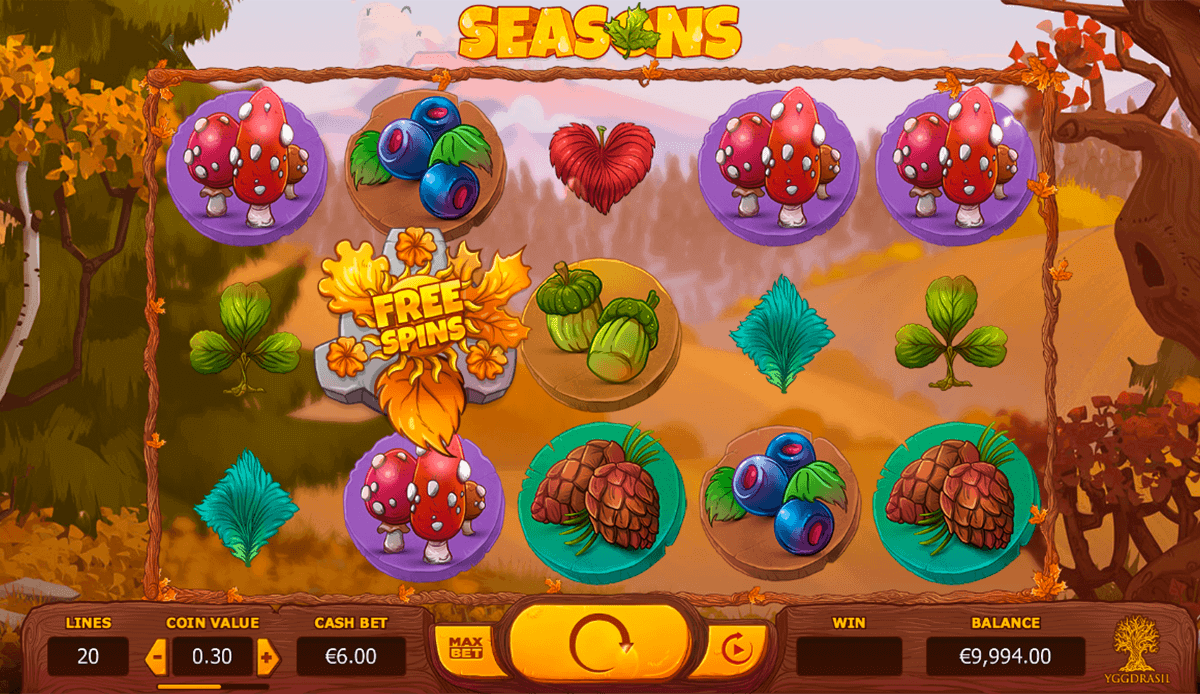 SEASONS
FREE
SPINS
LINES
20
COIN VALUE
-
0.30
+
CASH BET
€6.00
MAX
BET
WIN
BALANCE
€9,994.00
YGGDRASIL